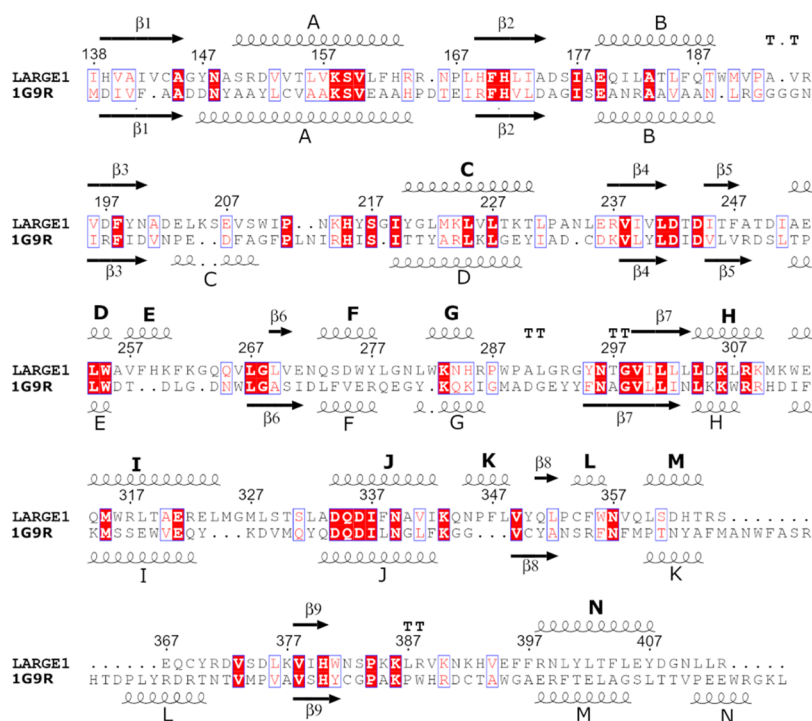 β1 A β2 B T.T
138 147 157 167 177 187
LARGE1 IHVAIVCAGYNASRDVVTLVKSVLFHRR.NPLHFHLIADSIAEQILATLFQTWMVPA.VR
1G9R MDIVF.AADDNYAAYLCVAAKSVEAAHPDTEIRFHVLDAGISEANRAAVAANLRGGGGN
β1 A β2 B
β3 C β4 β5
197 207 217 227 237 247
LARGE1 VDFYNADELKSEVSWIP..NKHYSGIYGLMKLVLTKTLPANLERVIVLDTDITFATDIAE
1G9R IRFIDVNPE..DFAGFPLNIRHIS.ITTYARLKLGEYIAD.CDKVLYLDIDVLVRDSLTP
β3 C D β4 β5
D E β6 F G TT TT β7 H
257 267 277 287 297 307
LARGE1 LWAVFHKFKGQQVLGLVENQSDWYLGNLWKNHRPWPALGRGYNTGVILLLLDKLRKMKWE
1G9R LWDT..DLG.DNWLGASIDLFVERQEGY.KQKIGMADGEYYFNAGVLLINLKKWRRHDIF
E β6 F G β7 H
I J K β8 L M
317 327 337 347 357
LARGE1 QMWRLTAERELMGMLSTSLADQDIFNAVIKQNPFLVYQLPCFWNVQLSDHTRS.......
1G9R KMSSEWVEQY....KDVMQYQDQDILNGLFKGG...VCYANSRFNFMPTNYAFMANWFASR
I J β8 K
β9 TT N
367 377 387 397 407
LARGE1 ......EQCYRDVSDLKVIHWNSPKKLRVKNKHVEFFRNLYLTFLEYDGNLLR.....
1G9R HTDPLYRDRTNTVMPVAVSHYCGPAKPWHRDCTAWGAERFTELAGSLTTVPEEWRGKL
L β9 M N